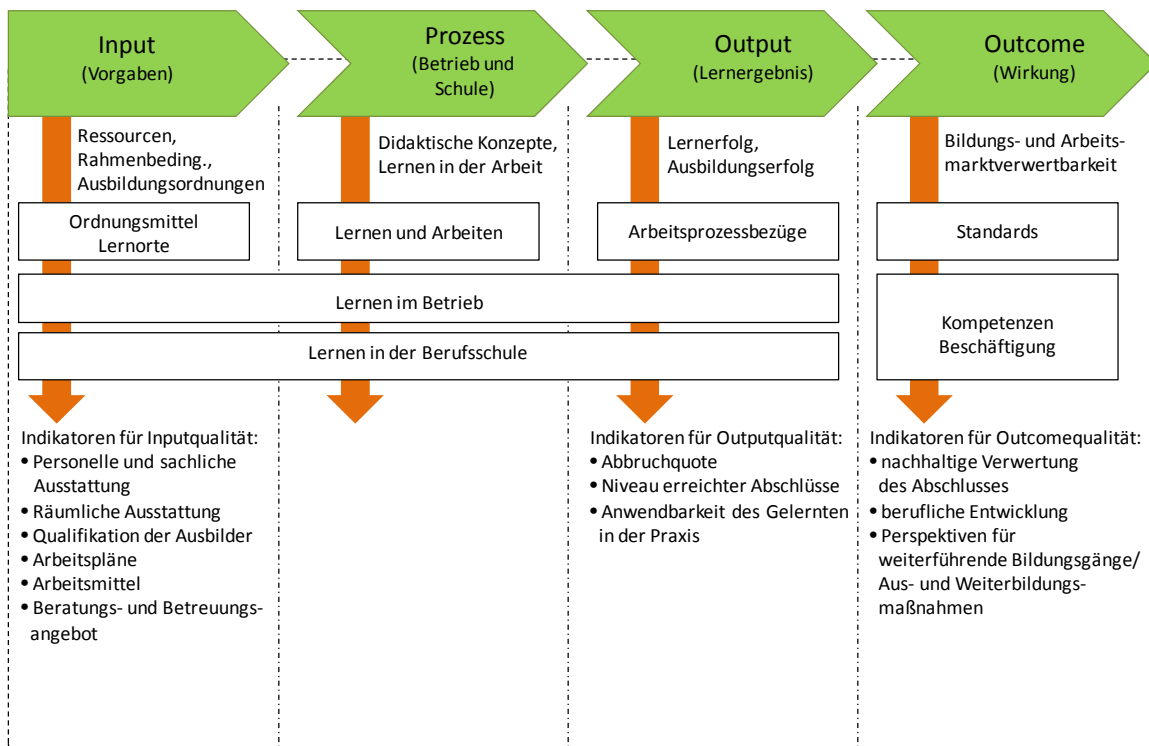 Input
(Vorgaben)
Prozess
(Betrieb und
Schule)
Output
(Lernergebnis)
Outcome
(Wirkung)
Ressourcen,
Rahmenbeding.,
Ausbildungsordnungen
Didaktische Konzepte,
Lernen in der Arbeit
Lernerfolg,
Ausbildungserfolg
Bildungs- und Arbeits-
marktverwertbarkeit
Ordnungsmittel
Lernorte
Lernen und Arbeiten
Arbeitsprozessbezüge
Standards
Lernen im Betrieb
Lernen in der Berufsschule
Kompetenzen
Beschäftigung
Indikatoren für Inputqualität:
• Personelle und sachliche
Ausstattung
• Räumliche Ausstattung
• Qualifikation der Ausbilder
• Arbeitspläne
• Arbeitsmittel
• Beratungs- und Betreuungs-
angebot
Indikatoren für Outputqualität:
• Abbruchquote
• Niveau erreichter Abschlüsse
• Anwendbarkeit des Gelernten
in der Praxis
Indikatoren für Outcomequalität:
• nachhaltige Verwertung
des Abschlusses
• berufliche Entwicklung
• Perspektiven für
weiterführende Bildungsgänge/
Aus- und Weiterbildungs-
maßnahmen